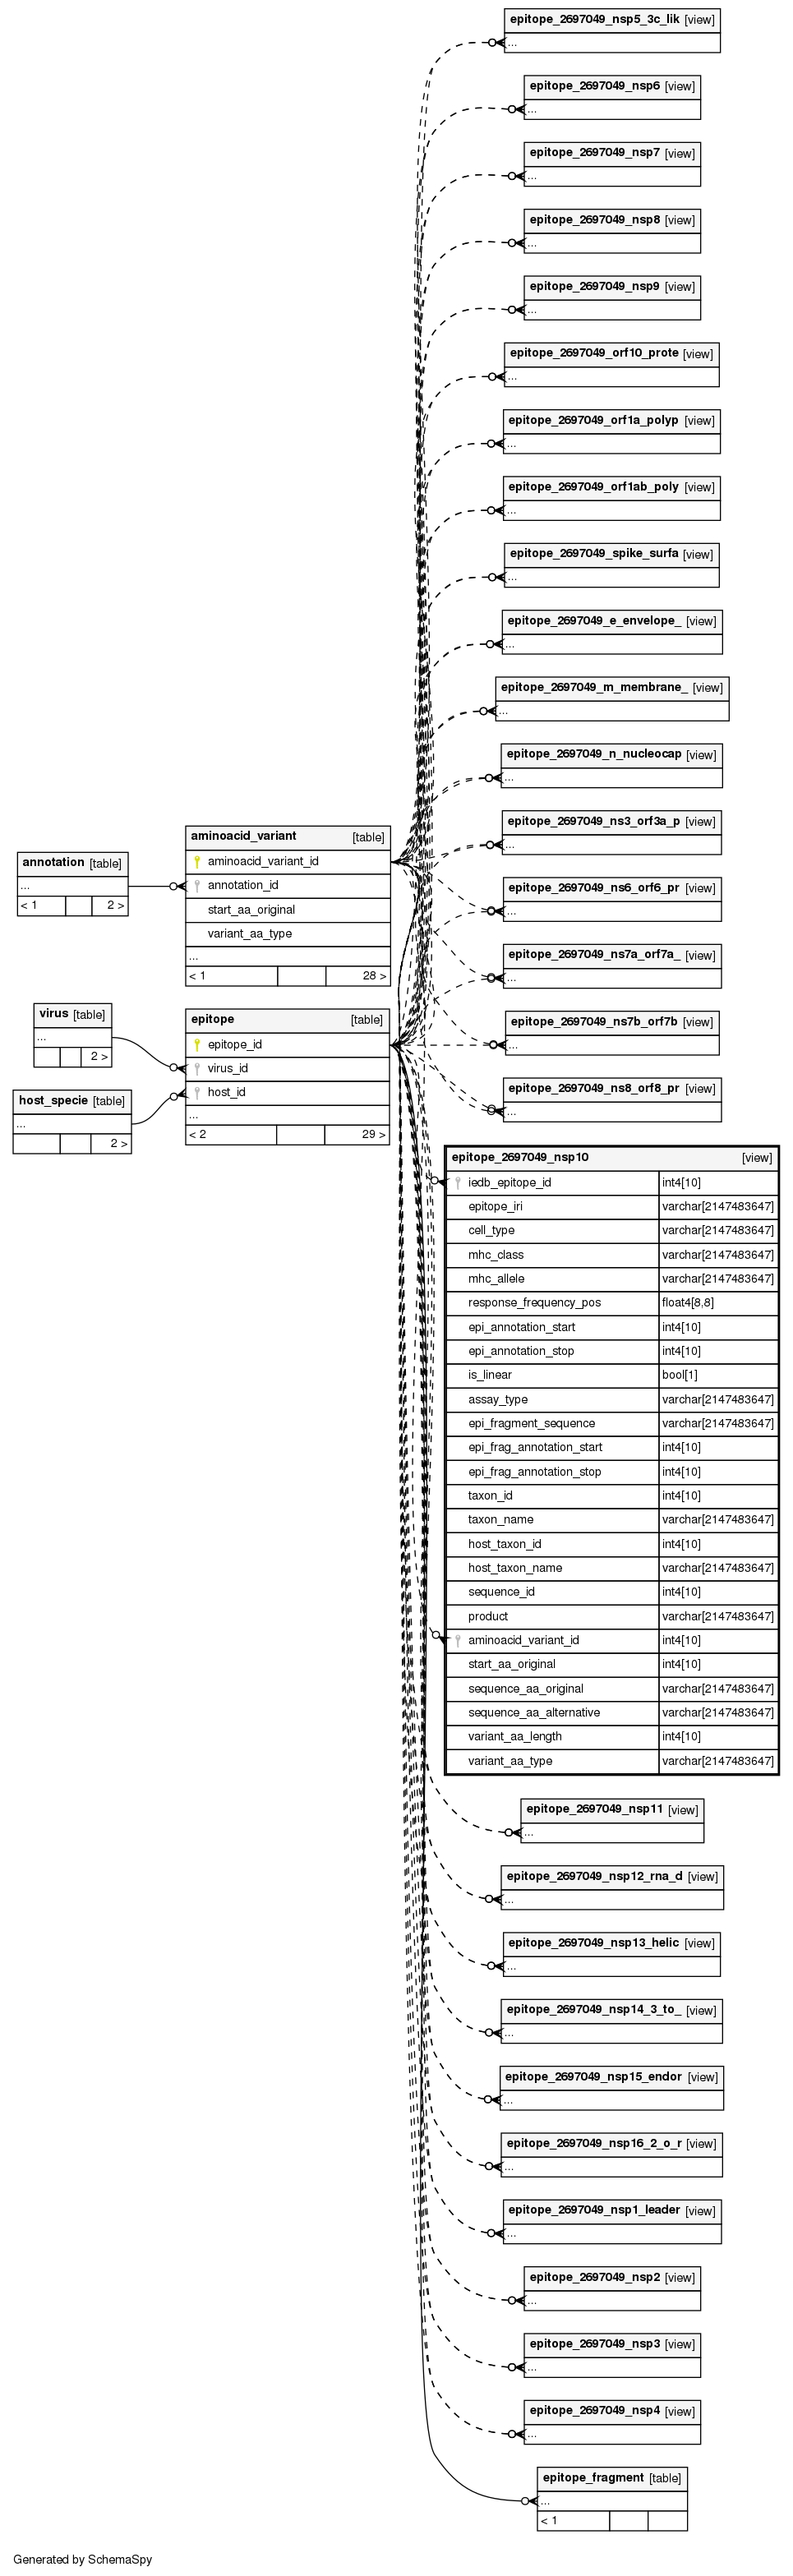 epitope_2697049_nsp5_3c_lik [view]
...
epitope_2697049_nsp6 [view]
...
epitope_2697049_nsp7 [view]
...
epitope_2697049_nsp8 [view]
...
epitope_2697049_nsp9 [view]
...
epitope_2697049_orf10_prote [view]
...
epitope_2697049_orf1a_polyp [view]
...
epitope_2697049_orf1ab_poly [view]
...
epitope_2697049_spike_surfa [view]
...
epitope_2697049_e_envelope_ [view]
...
epitope_2697049_m_membrane_ [view]
...
epitope_2697049_n_nucleocap [view]
...
epitope_2697049_ns3_orf3a_p [view]
...
epitope_2697049_ns6_orf6_pr [view]
...
epitope_2697049_ns7a_orf7a_ [view]
...
epitope_2697049_ns7b_orf7b [view]
...
epitope_2697049_ns8_orf8_pr [view]
...
annotation [table]
...
< 1 2 >
aminoacid_variant [table]
aminoacid_variant_id
annotation_id
start_aa_original
variant_aa_type
...
< 1 28 >
virus [table]
...
2 >
host_specie [table]
...
2 >
epitope [table]
epitope_id
virus_id
host_id
...
< 2 29 >
epitope_2697049_nsp10 [view]
iedb_epitope_id int4[10]
epitope_iri varchar[2147483647]
cell_type varchar[2147483647]
mhc_class varchar[2147483647]
mhc_allele varchar[2147483647]
response_frequency_pos float4[8,8]
epi_annotation_start int4[10]
epi_annotation_stop int4[10]
is_linear bool[1]
assay_type varchar[2147483647]
epi_fragment_sequence varchar[2147483647]
epi_frag_annotation_start int4[10]
epi_frag_annotation_stop int4[10]
taxon_id int4[10]
taxon_name varchar[2147483647]
host_taxon_id int4[10]
host_taxon_name varchar[2147483647]
sequence_id int4[10]
product varchar[2147483647]
aminoacid_variant_id int4[10]
start_aa_original int4[10]
sequence_aa_original varchar[2147483647]
sequence_aa_alternative varchar[2147483647]
variant_aa_length int4[10]
variant_aa_type varchar[2147483647]
epitope_2697049_nsp11 [view]
...
epitope_2697049_nsp12_rna_d [view]
...
epitope_2697049_nsp13_helic [view]
...
epitope_2697049_nsp14_3_to_ [view]
...
epitope_2697049_nsp15_endor [view]
...
epitope_2697049_nsp16_2_o_r [view]
...
epitope_2697049_nsp1_leader [view]
...
epitope_2697049_nsp2 [view]
...
epitope_2697049_nsp3 [view]
...
epitope_2697049_nsp4 [view]
...
epitope_fragment [table]
...
< 1
Generated by SchemaSpy